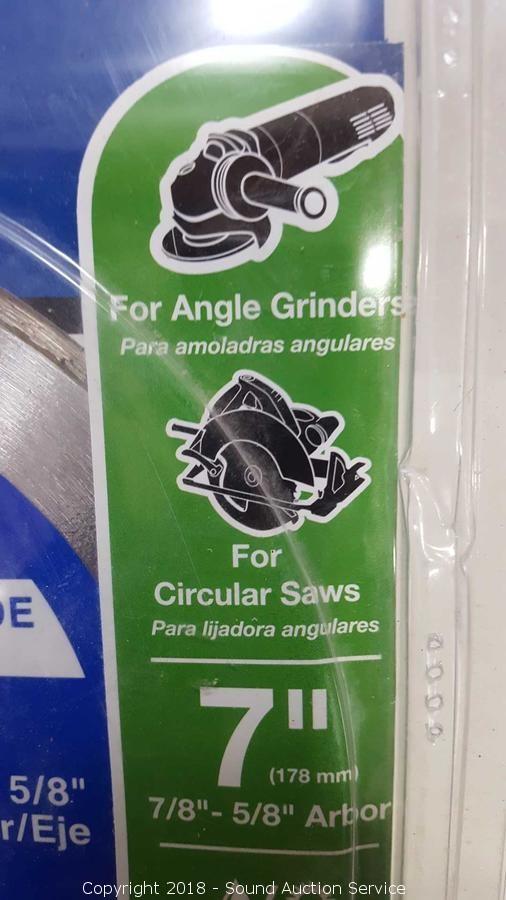 For Angle Grinders
Para amoladras angulares
For
Circular Saws
Para lijadora angulares
DE
7"
(178 mm)
5/8"
7/8"- 5/8" Arbor
r/Eje
Copyright 2018 - Sound Auction Service